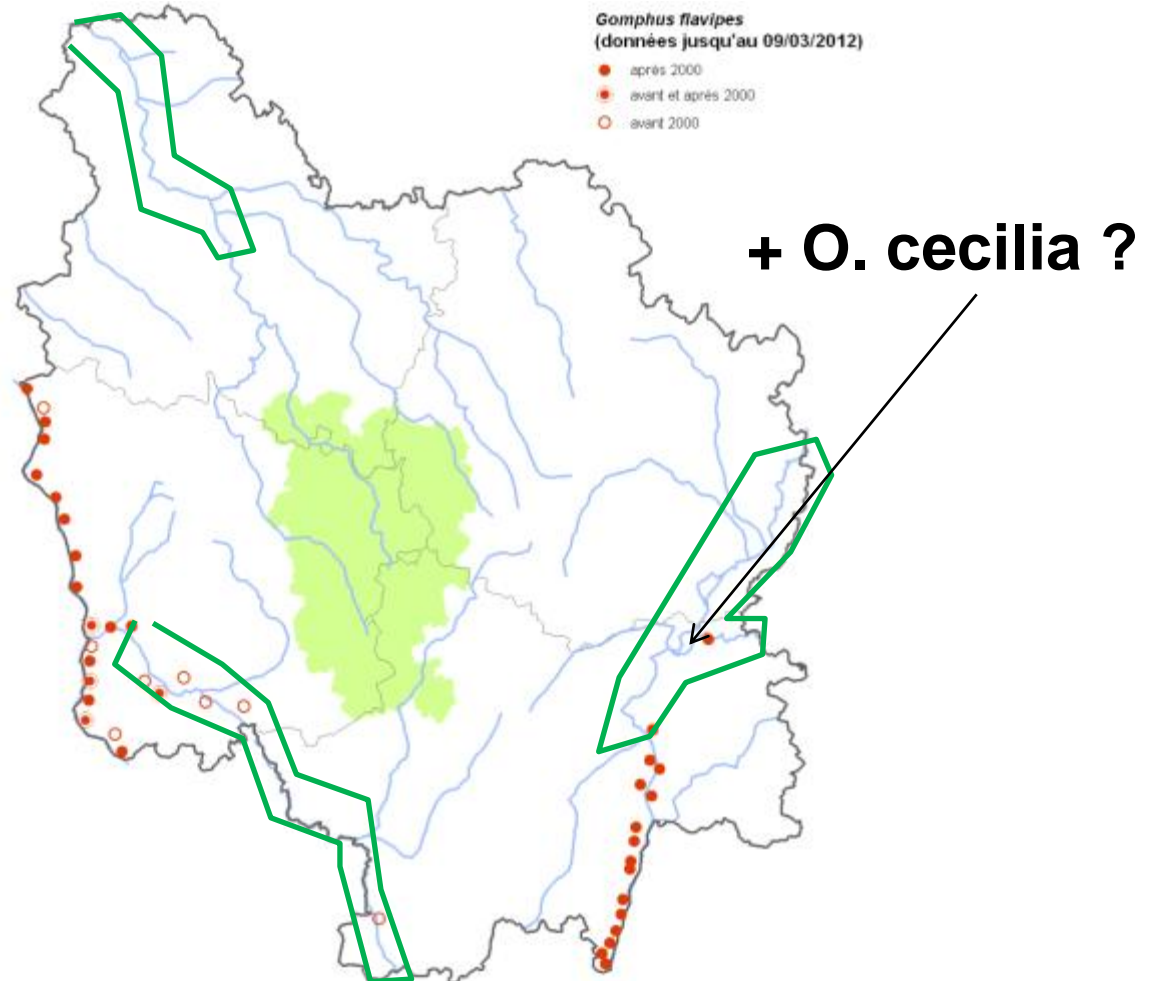 Gomphus flavipes
(données jusqu'au 09/03/2012)
après 2000
avant et après 2000
avant 2000
+ O. cecilia ?